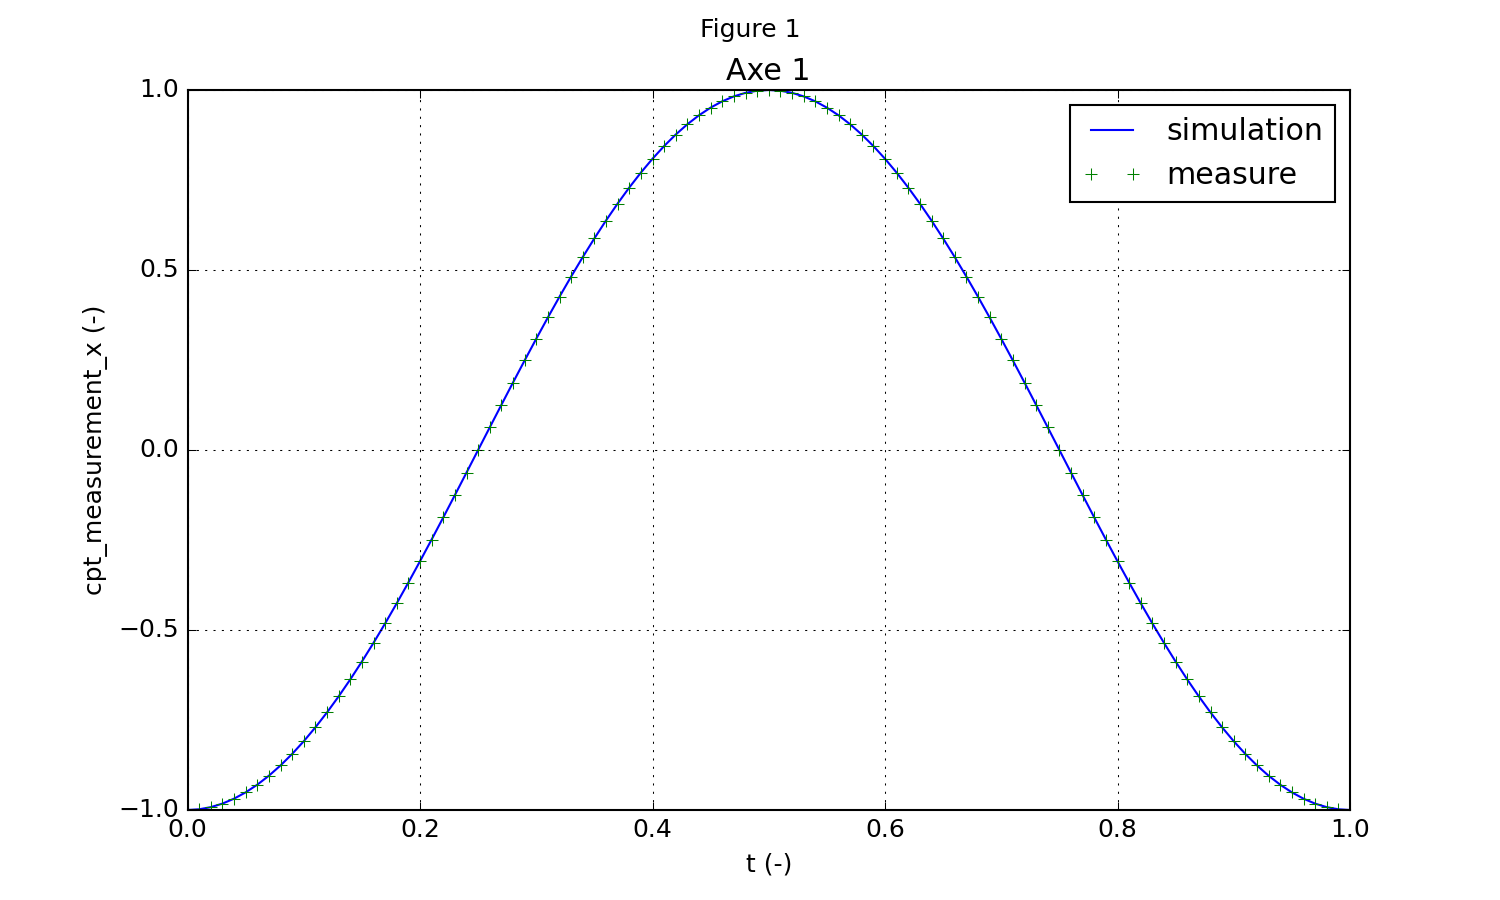 Figure 1
Axe 1
simulation
measure
1.0
0.5
0.0
−0.5
−1.0
cpt_measurement_x (-)
0.0 0.2 0.4 0.6 0.8 1.0
t (-)